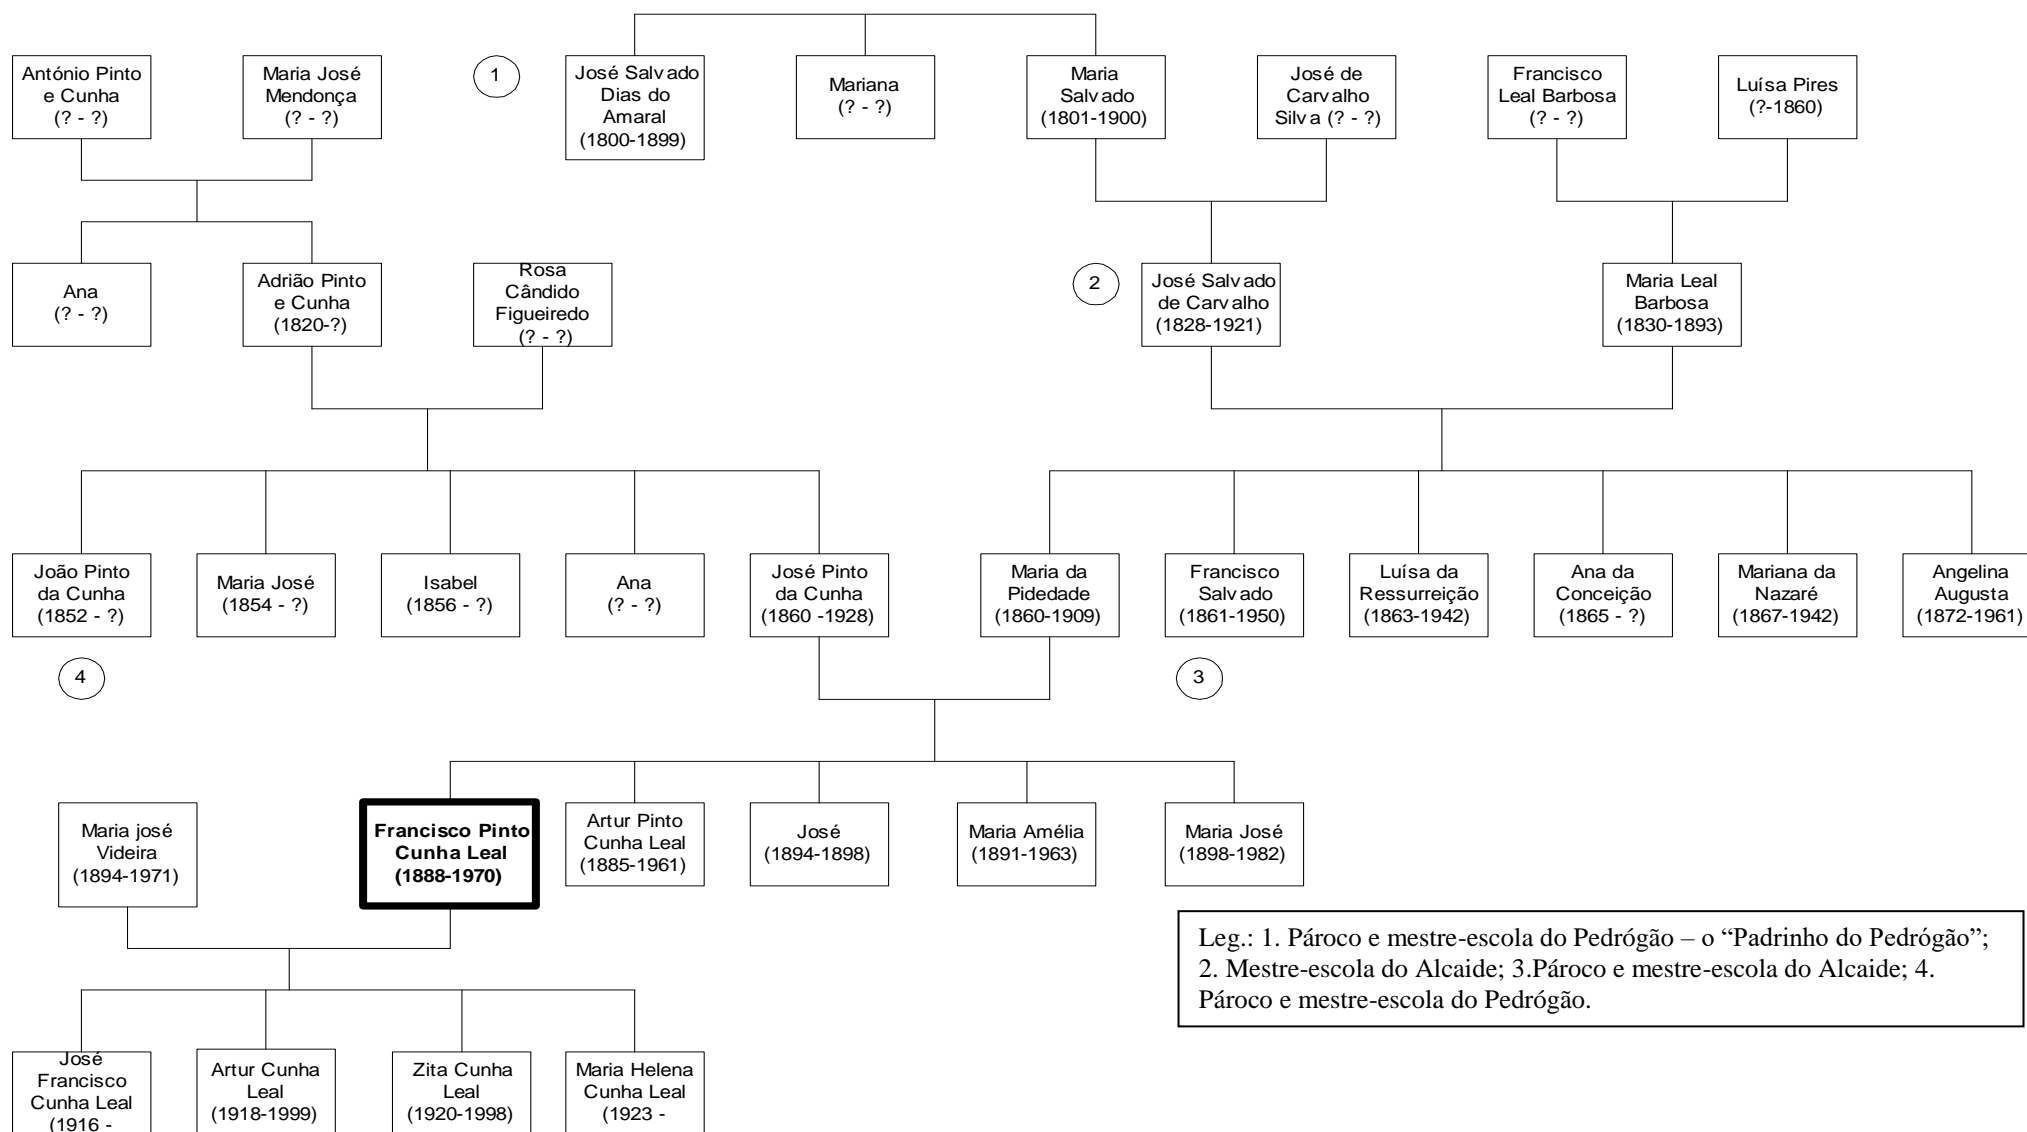 António Pinto
e Cunha
(? - ?)
Maria José
Mendonça
(? - ?)
1
José Salvado
Dias do
Amaral
(1800-1899)
Mariana
(? - ?)
Maria
Salvado
(1801-1900)
José de
Carvalho
Silva (? - ?)
Francisco
Leal Barbosa
(? - ?)
Luísa Pires
(?-1860)
Ana
(? - ?)
Adrião Pinto
e Cunha
(1820-?)
Rosa
Cândido
Figueiredo
(? - ?)
2
José Salvado
de Carvalho
(1828-1921)
Maria Leal
Barbosa
(1830-1893)
João Pinto
da Cunha
(1852 - ?)
Maria José
(1854 - ?)
Isabel
(1856 - ?)
Ana
(? - ?)
José Pinto
da Cunha
(1860 -1928)
Maria da
Pidedade
(1860-1909)
Francisco
Salvado
(1861-1950)
Luísa da
Ressurreição
(1863-1942)
Ana da
Conceição
(1865 - ?)
Mariana da
Nazaré
(1867-1942)
Angelina
Augusta
(1872-1961)
4
3
Maria josé
Videira
(1894-1971)
Francisco Pinto
Cunha Leal
(1888-1970)
Artur Pinto
Cunha Leal
(1885-1961)
José
(1894-1898)
Maria Amélia
(1891-1963)
Maria José
(1898-1982)
Leg.: 1. Pároco e mestre-escola do Pedrógão – o “Padrinho do Pedrógão”;
2. Mestre-escola do Alcaide; 3.Pároco e mestre-escola do Alcaide; 4.
Pároco e mestre-escola do Pedrógão.
José
Francisco
Cunha Leal
(1916 -
Artur Cunha
Leal
(1918-1999)
Zita Cunha
Leal
(1920-1998)
Maria Helena
Cunha Leal
(1923 -